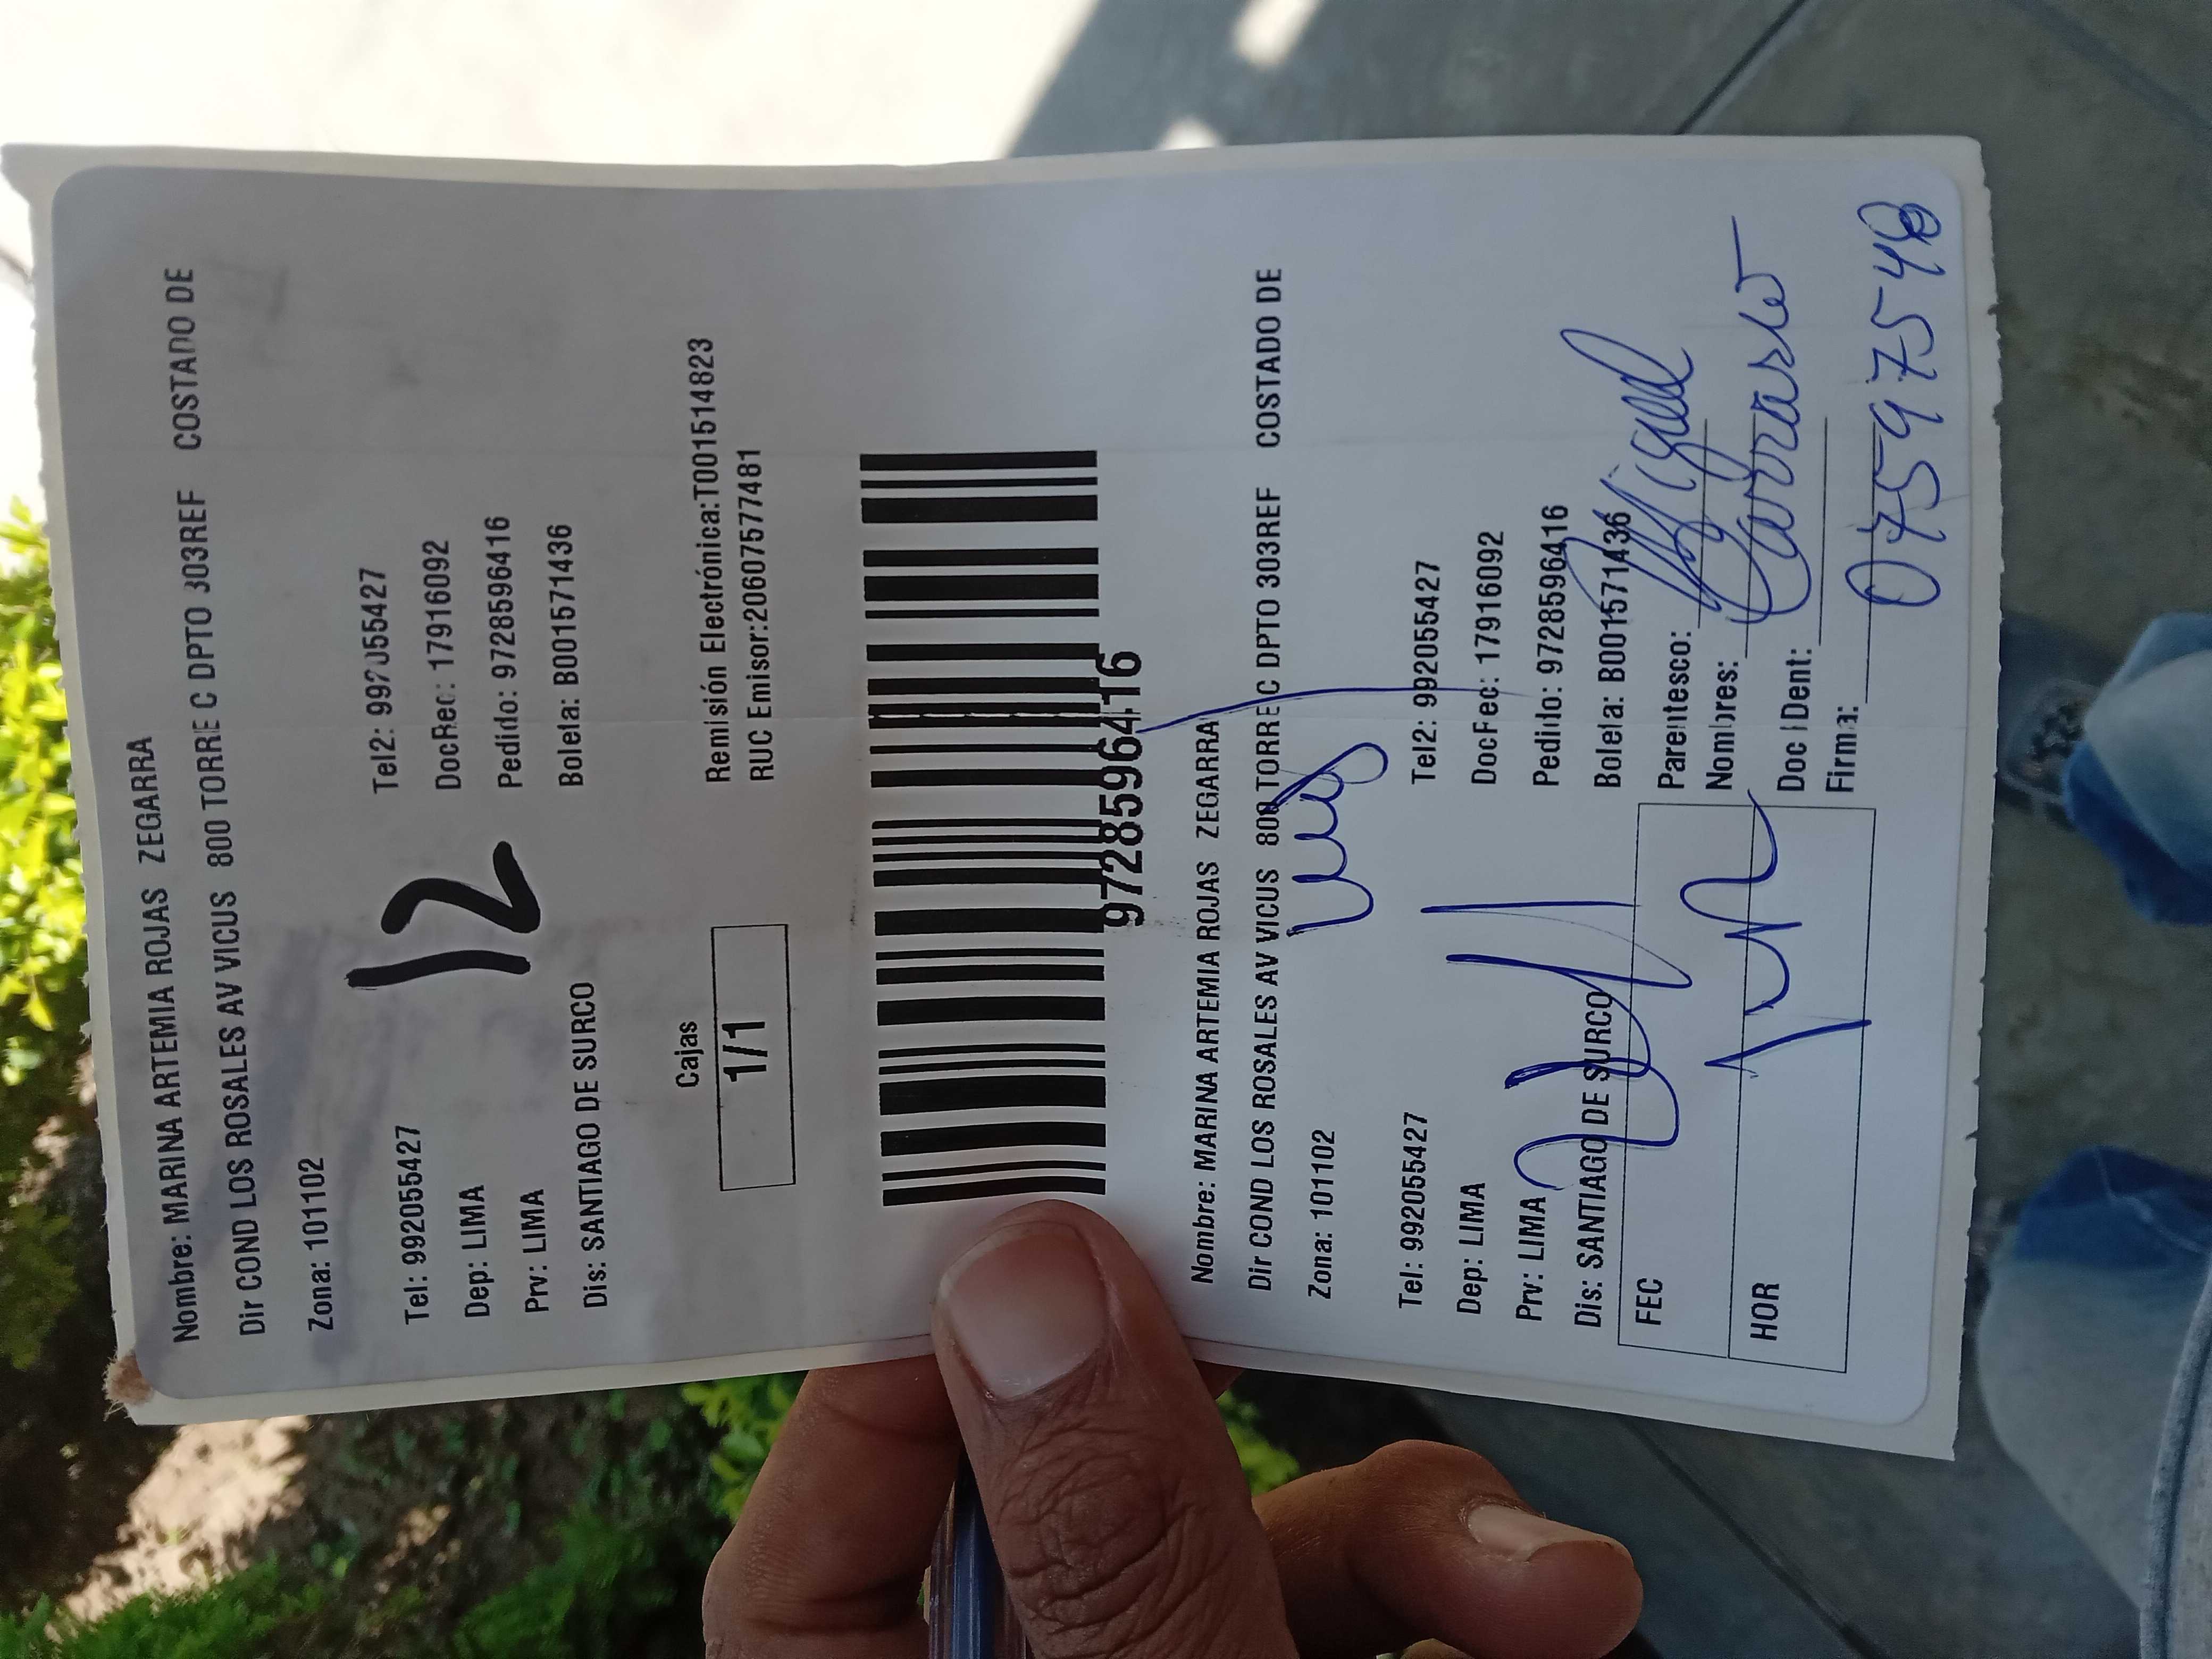 Nombre: MARINA ARTEMIA ROJAS ZEGARRA
Dir COND LOS ROSALES AV VICUS 800 TORRE C DPTO 303REF COSTADO DE
Zona: 101102
12
Tel: 992055427 Tel2: 992055427
Dep: LIMA DocRec: 17916092
Prv: LIMA Pedido: 9728596416
Dis: SANTIAGO DE SURCO Boleta: B001571436
Cajas
1/1
Remisión Electrónica:T001514823
RUC Emisor:20607577481
9728596416
Nombre: MARINA ARTEMIA ROJAS ZEGARRA
Dir COND LOS ROSALES AV VICUS 800 TORRE C DPTO 303REF COSTADO DE
Zona: 101102
Tel: 992055427 Tel2: 992055427
Dep: LIMA DocFec: 17916092
Prv: LIMA Pedido: 9728596416
Dis: SANTIAGO DE SURCO Boleta: B001571436
FEC
HOR
Parentesco:
Nombres: Miguel
Carrasco
Doc IDent:
Firma: 07597548